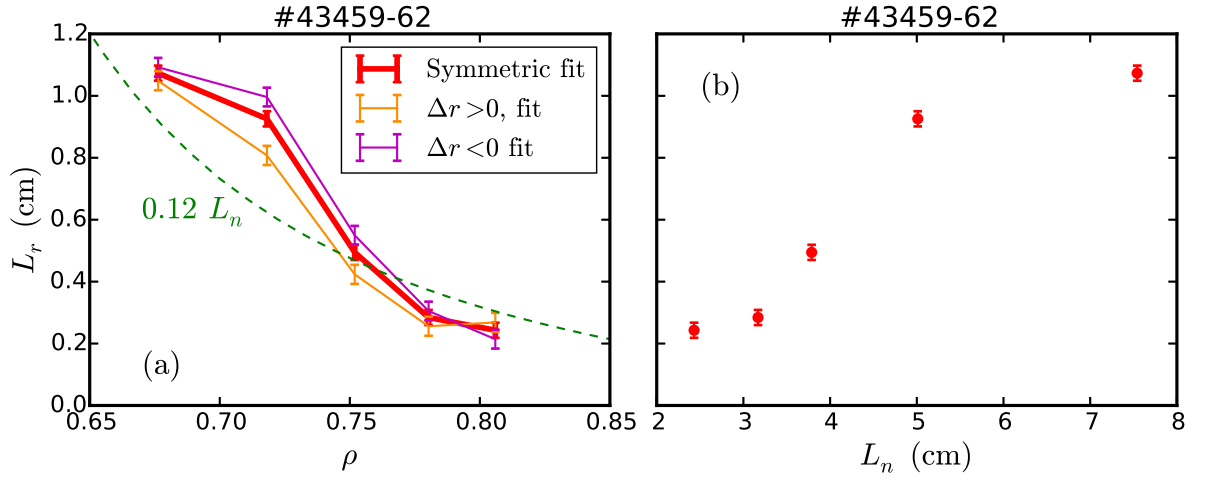 #43459-62
1.2
1.0
0.8
0.6
0.4
0.2
0.0
L_r (cm)
Symmetric fit
Δr>0, fit
Δr<0 fit
0.12 L_n
(a)
0.65 0.70 0.75 0.80 0.85
ρ
#43459-62
(b)
2 3 4 5 6 7 8
L_n (cm)